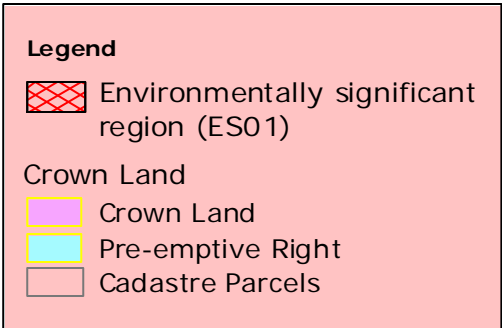 Legend
Environmentally significant
region (ES01)
Crown Land
Crown Land
Pre-emptive Right
Cadastre Parcels